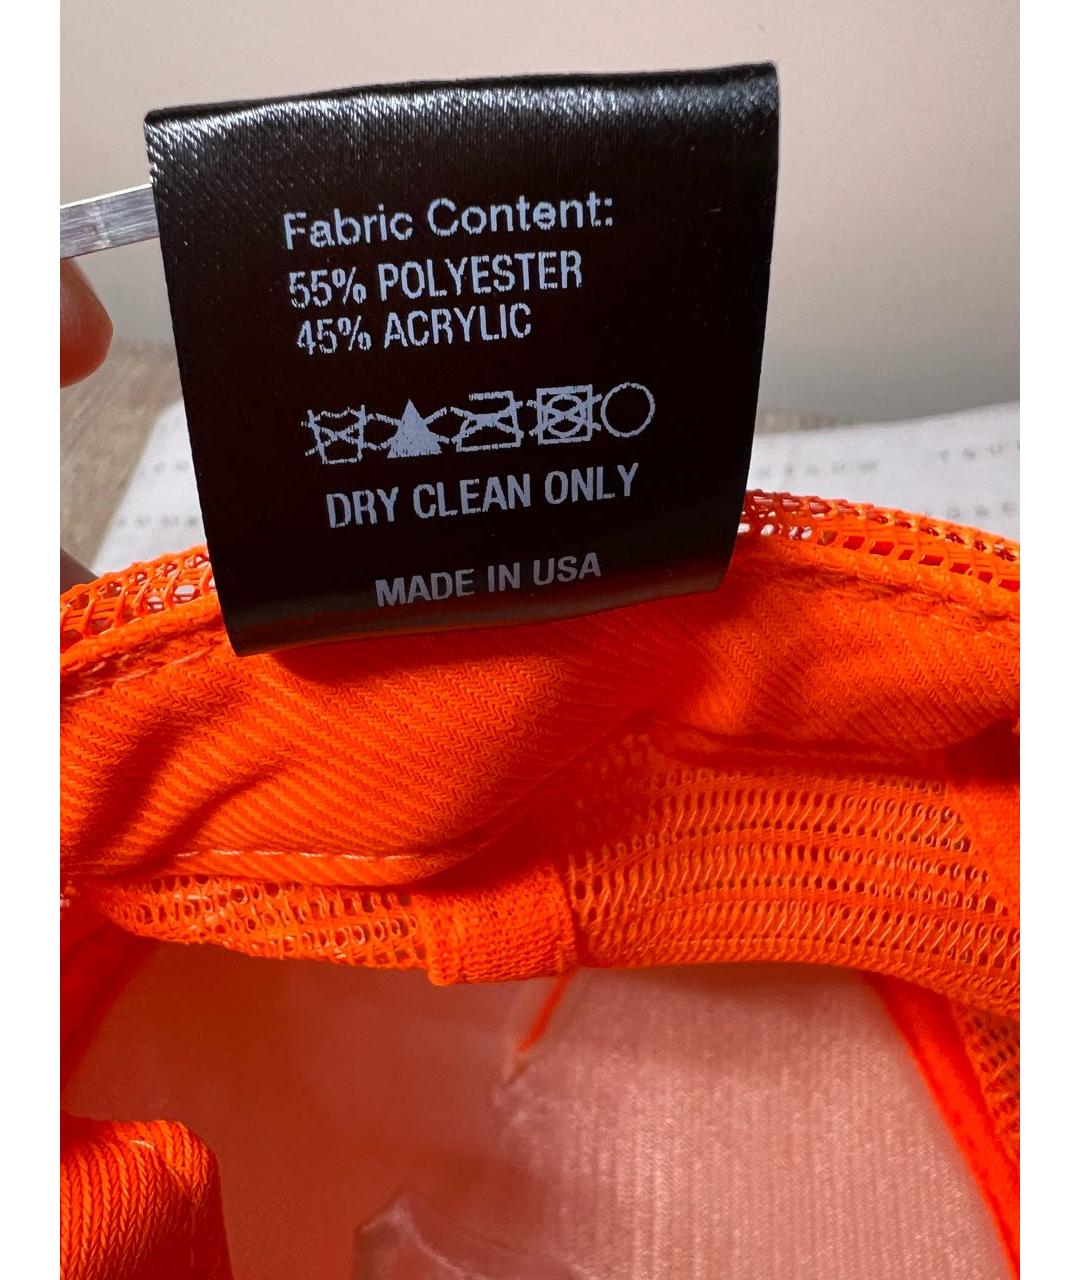 Fabric Content:
55% POLYESTER
45% ACRYLIC
DRY CLEAN ONLY
MADE IN USA